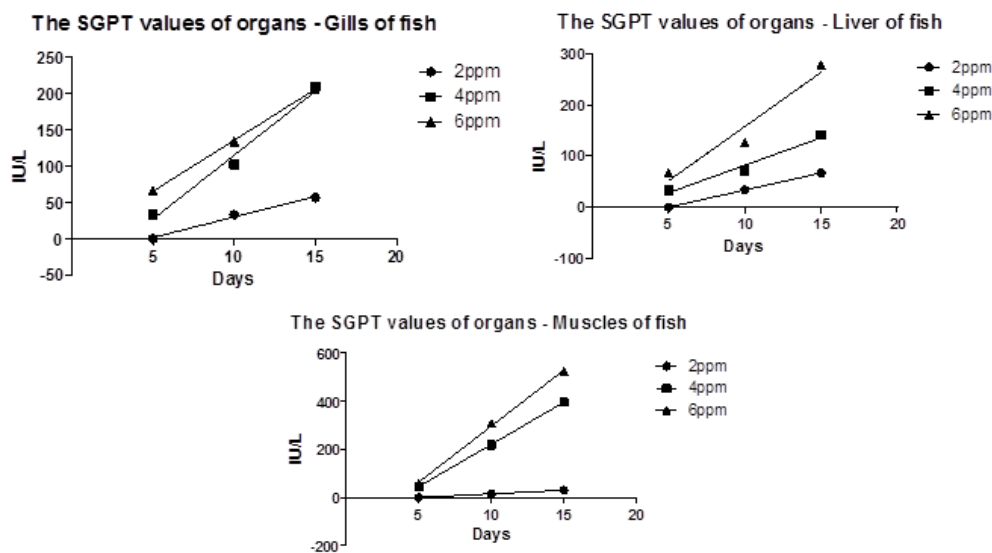 The SGPT values of organs - Gills of fish
250
200
150
100
50
0
-50
IU/L
5
10
15
20
Days
2ppm
4ppm
6ppm
The SGPT values of organs - Liver of fish
300
200
100
0
-100
IU/L
5
10
15
20
Days
2ppm
4ppm
6ppm
The SGPT values of organs - Muscles of fish
600
400
200
0
-200
IU/L
5
10
15
20
Days
2ppm
4ppm
6ppm